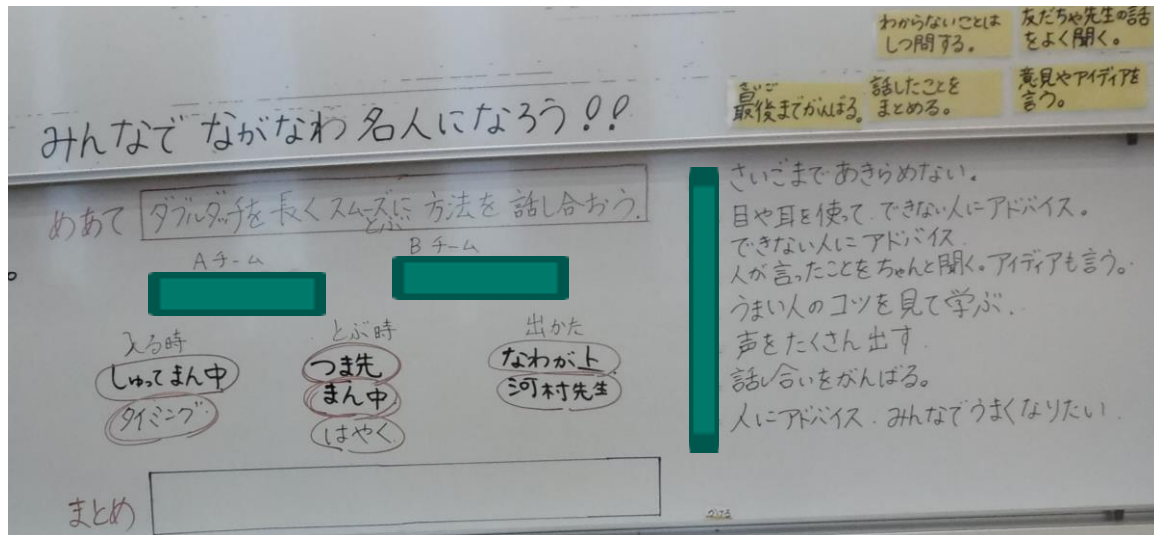 わからないことは
しつ問する。
友だちや先生の話
をよく聞く。
さいご
最後までがんばる。
話したことを
まとめる。
意見やアイディアを
言う。
みんなで ながなわ 名人になろう!!
めあて
ダブルダッチを長くスムーズに 方法を話し合おう。
とぶ
Aチーム
Bチーム
入る時
しゅってまん中
タイミング
とぶ時
つま先
まん中
はやく
出かた
なわが上
河村先生
まとめ
さいごまであきらめない。
目や耳を使って、できない人にアドバイス。
できない人にアドバイス
人が言ったことをちゃんと聞く。アイディアも言う。
うまい人のコツを見て学ぶ。
声をたくさん出す
話し合いをがんばる。
人にアドバイス、みんなでうまくなりたい